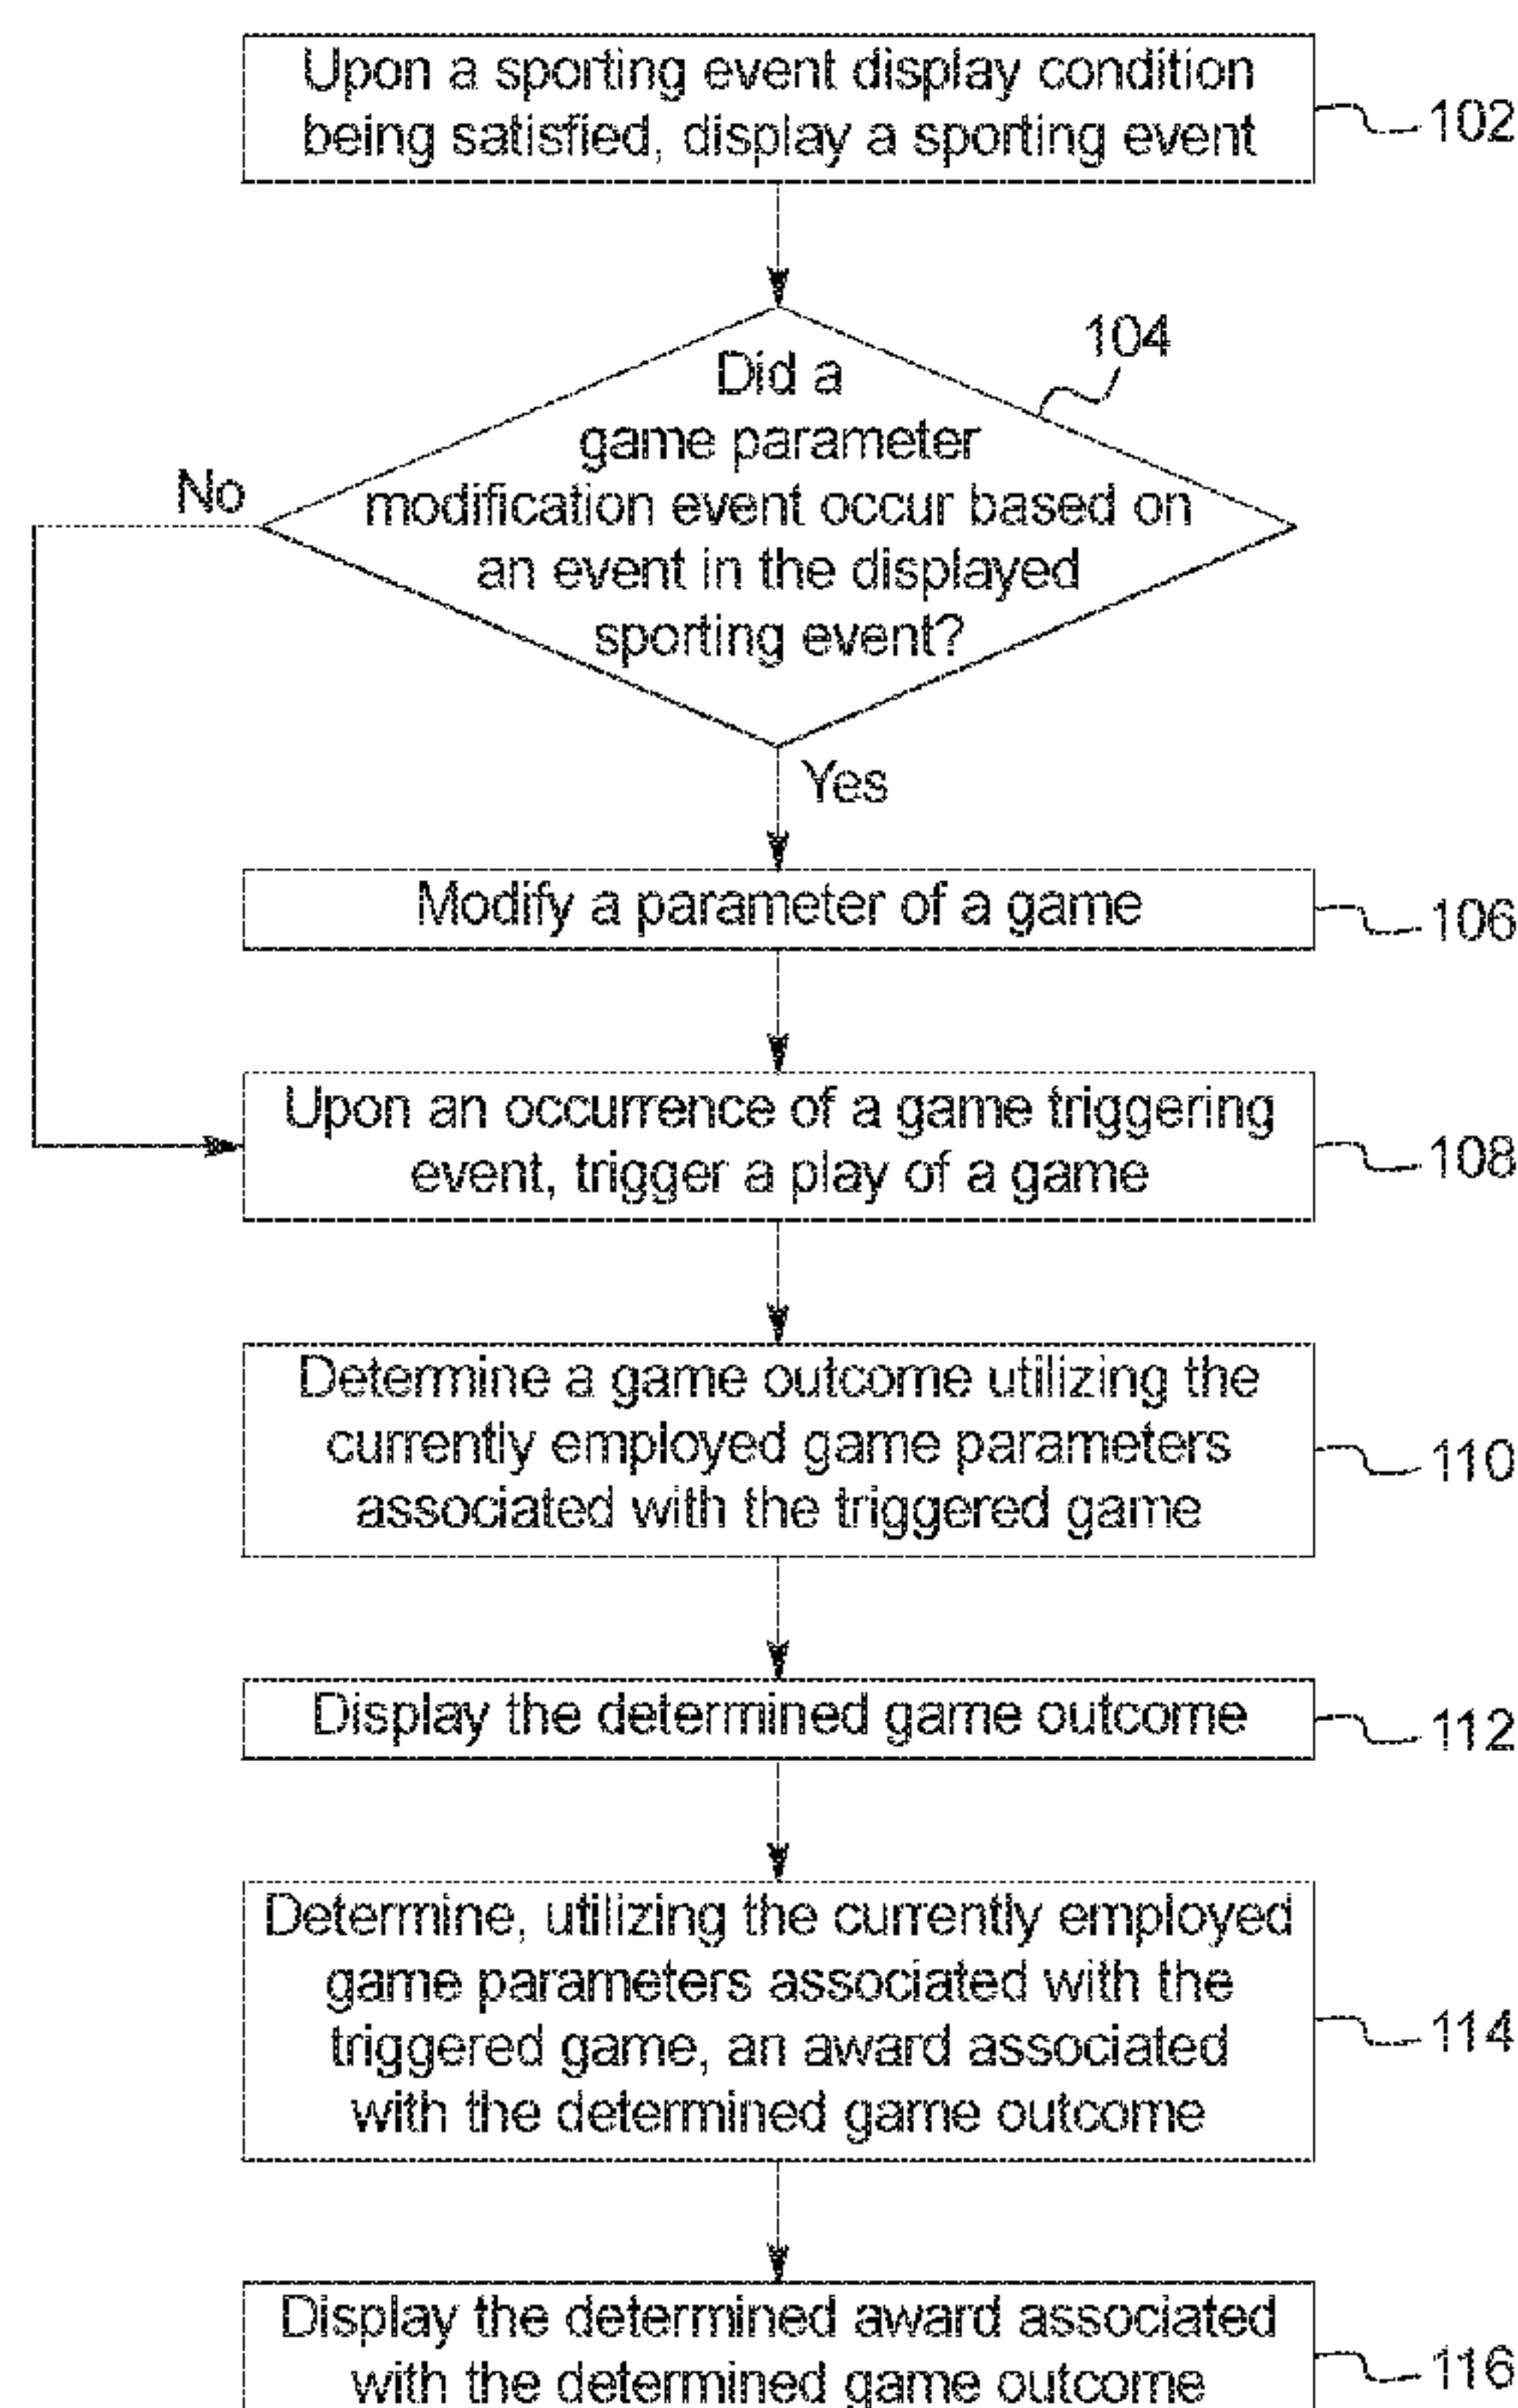 Upon a sporting event display condition
being satisfied, display a sporting event
102
104
Did a
game parameter
modification event occur based on
an event in the displayed
sporting event?
No
Yes
Modify a parameter of a game
106
Upon an occurrence of a game triggering
event, trigger a play of a game
108
Determine a game outcome utilizing the
currently employed game parameters
associated with the triggered game
110
Display the determined game outcome
112
Determine, utilizing the currently employed
game parameters associated with the
triggered game, an award associated
with the determined game outcome
114
Display the determined award associated
with the determined game outcome
116